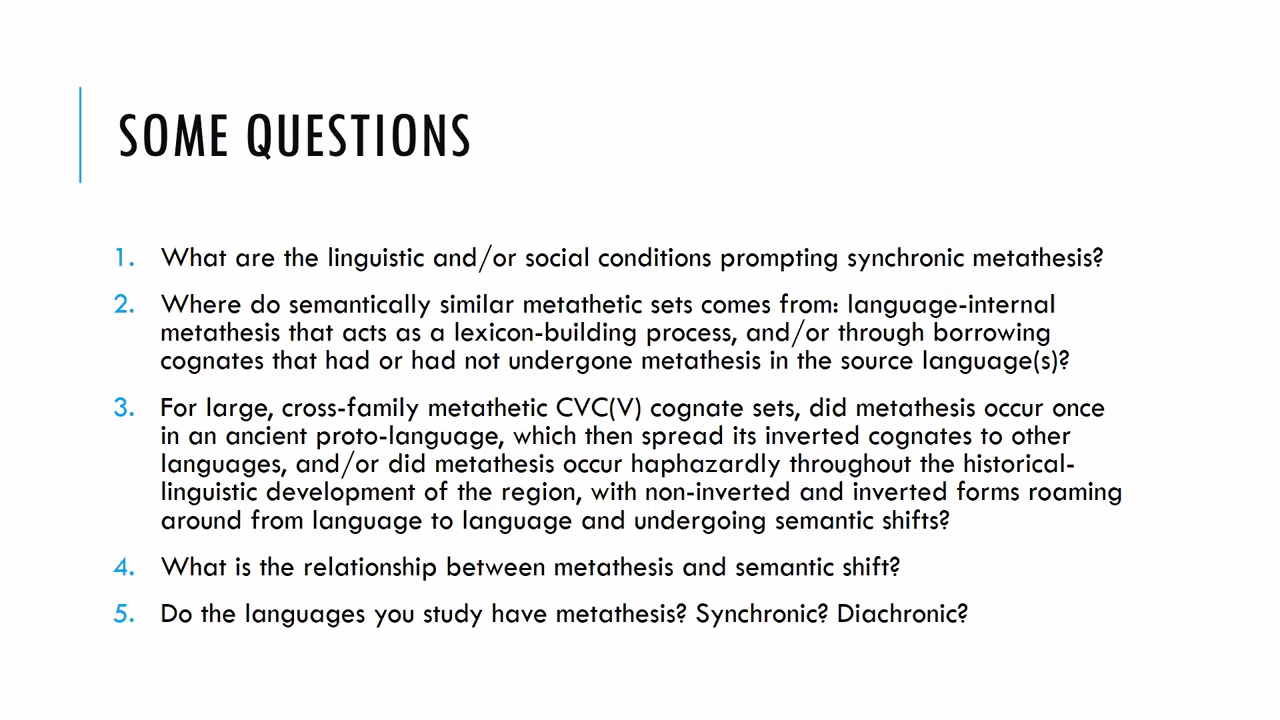 SOME QUESTIONS
1. What are the linguistic and/or social conditions prompting synchronic metathesis?
2. Where do semantically similar metathetic sets comes from: language-internal
metathesis that acts as a lexicon-building process, and/or through borrowing
cognates that had or had not undergone metathesis in the source language(s)?
3. For large, cross-family metathetic CVC(V) cognate sets, did metathesis occur once
in an ancient proto-language, which then spread its inverted cognates to other
languages, and/or did metathesis occur haphazardly throughout the historical-
linguistic development of the region, with non-inverted and inverted forms roaming
around from language to language and undergoing semantic shifts?
4. What is the relationship between metathesis and semantic shift?
5. Do the languages you study have metathesis? Synchronic? Diachronic?